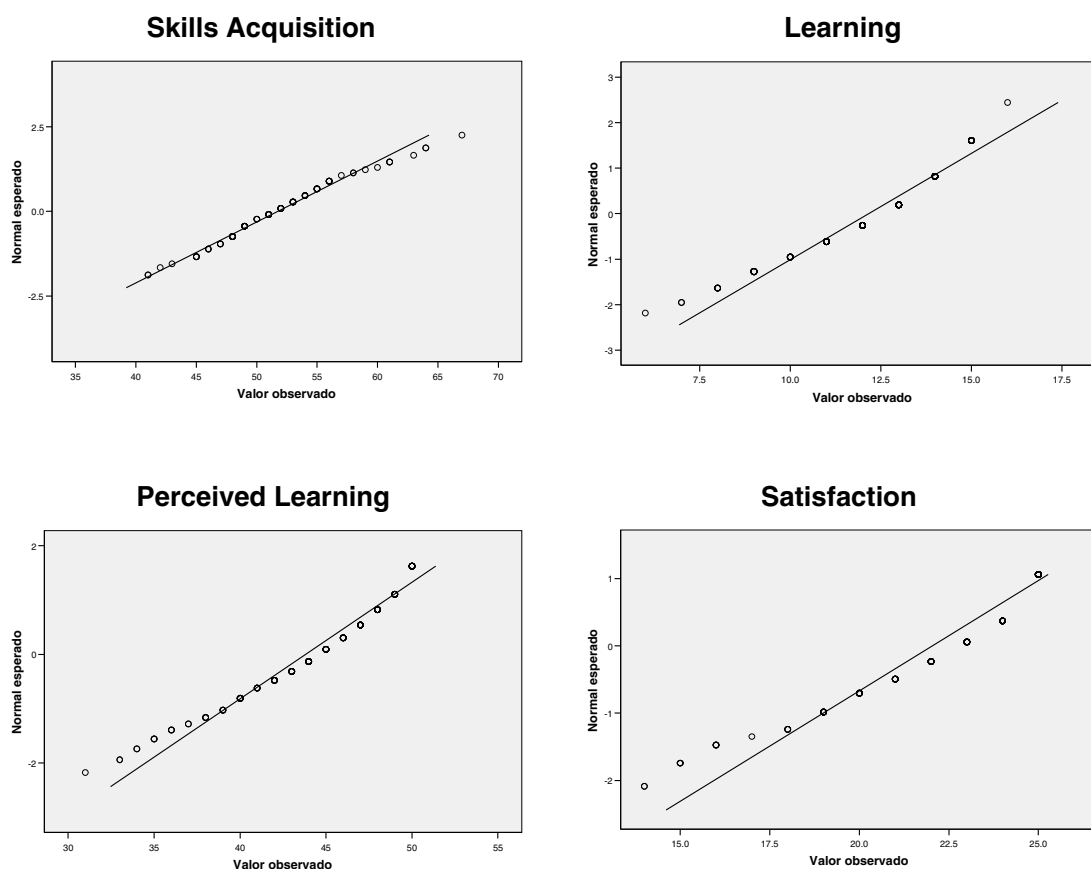 Skills Acquisition
Normal esperado
2.5
0.0
-2.5
35 40 45 50 55 60 65 70
Valor observado
Learning
Normal esperado
3
2
1
0
-1
-2
-3
7.5 10.0 12.5 15.0 17.5
Valor observado
Perceived Learning
Normal esperado
2
0
-2
30 35 40 45 50 55
Valor observado
Satisfaction
Normal esperado
1
0
-1
-2
15.0 17.5 20.0 22.5 25.0
Valor observado